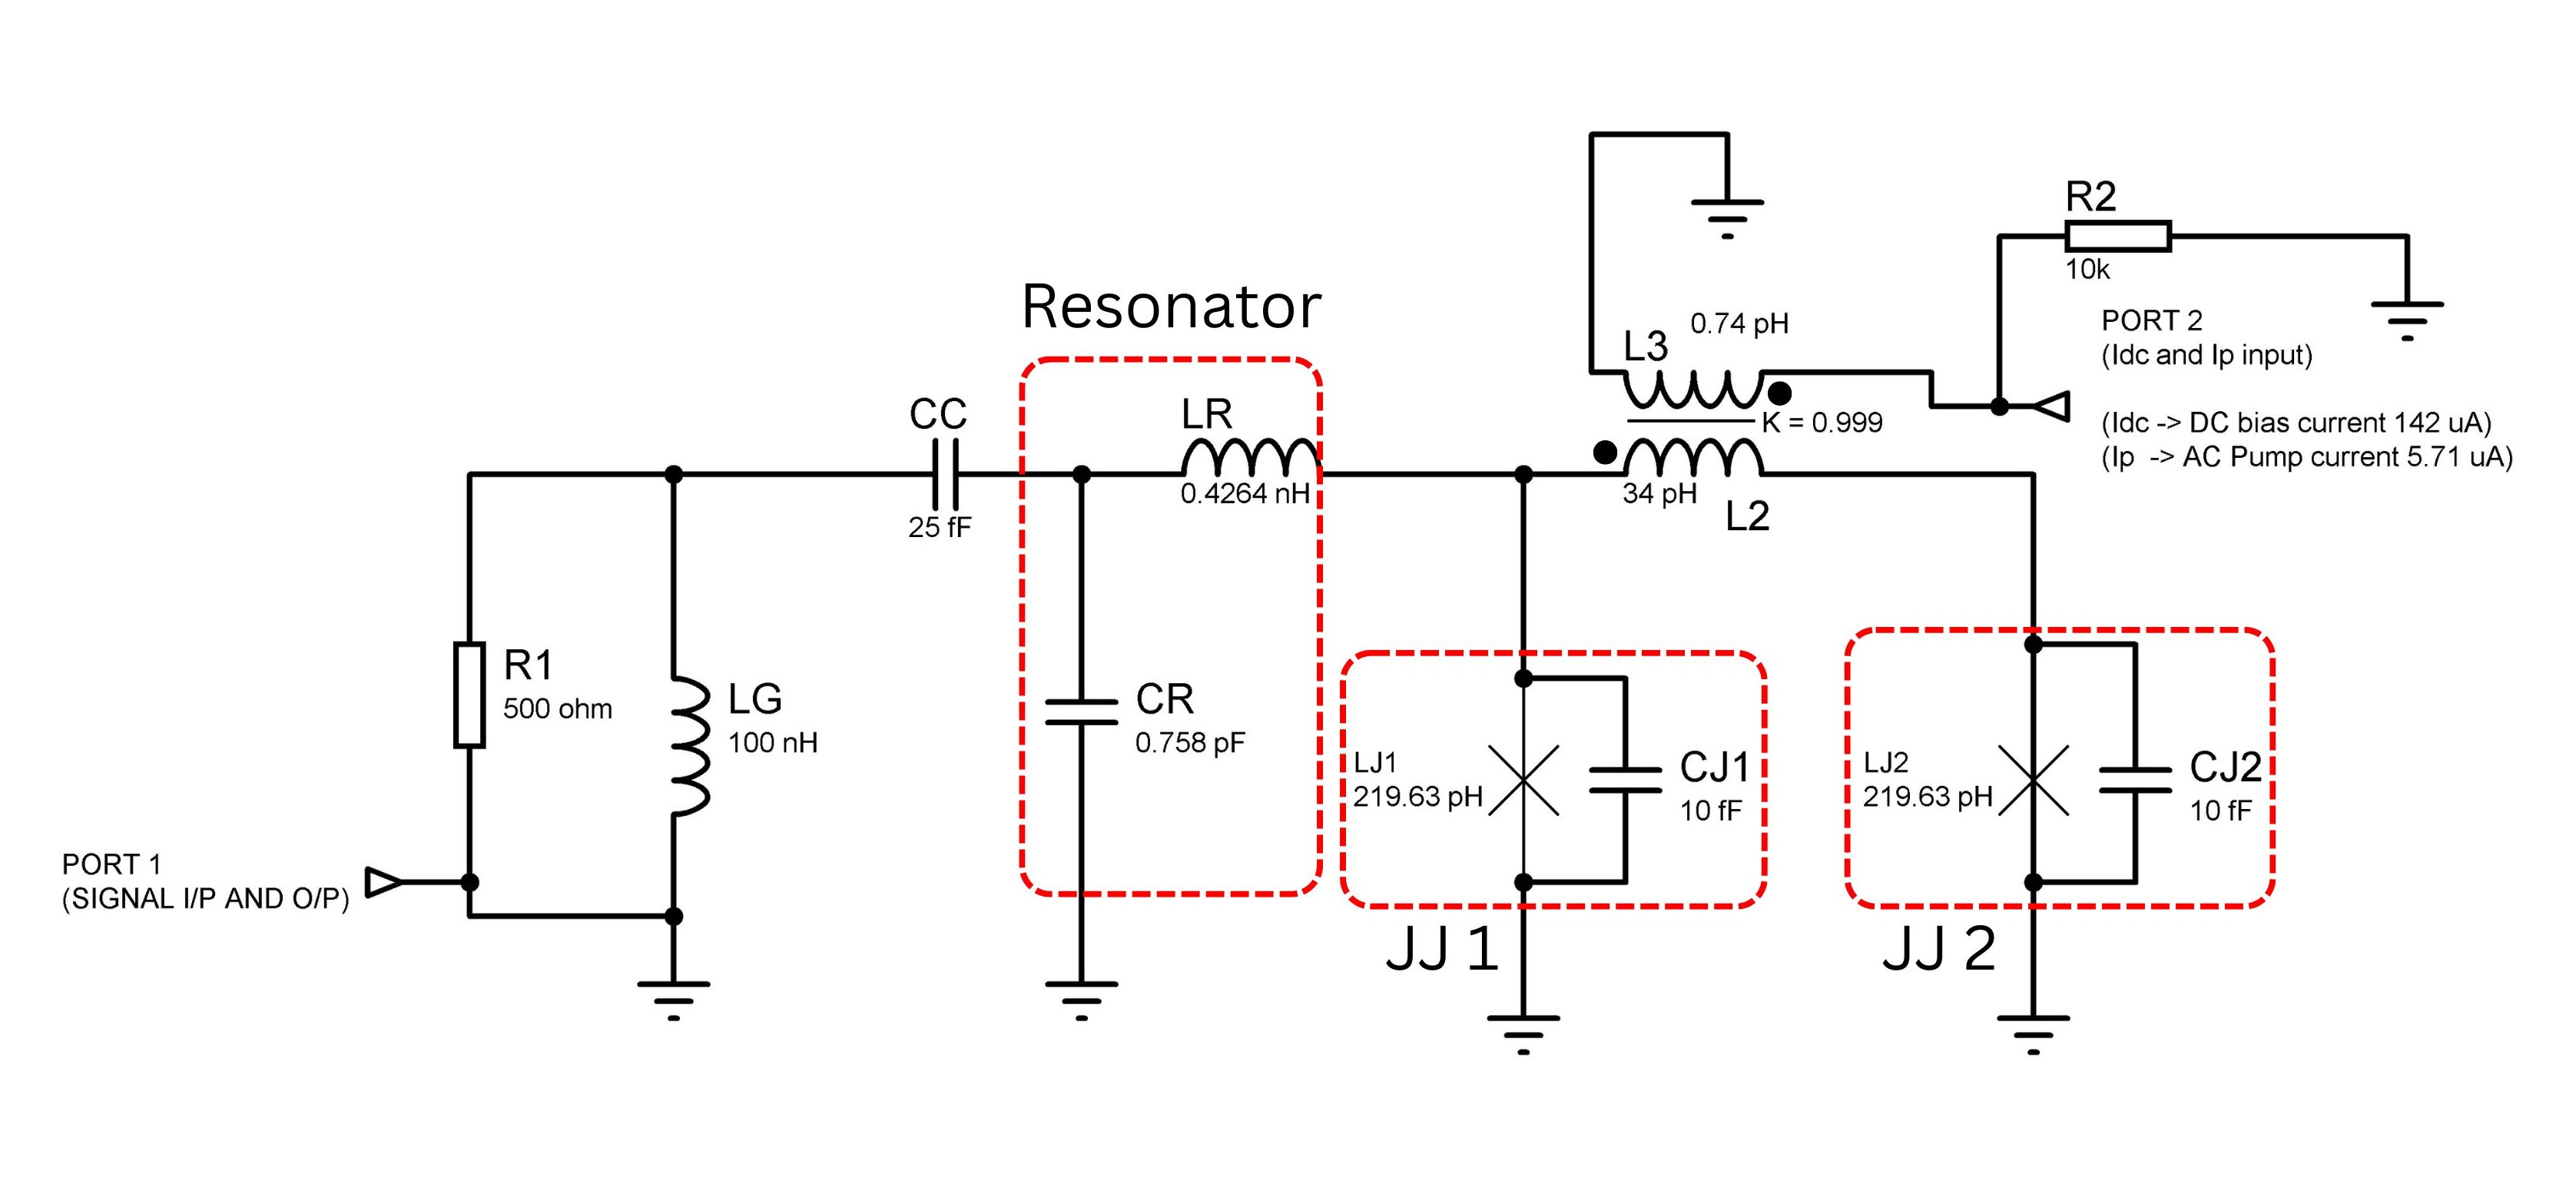 R2
10k
PORT 2
(Idc and Ip input)
(Idc -> DC bias current 142 uA)
(Ip -> AC Pump current 5.71 uA)
0.74 pH
L3
K = 0.999
34 pH
L2
Resonator
LR
0.4264 nH
CC
25 fF
R1
500 ohm
LG
100 nH
CR
0.758 pF
LJ1
219.63 pH
CJ1
10 fF
LJ2
219.63 pH
CJ2
10 fF
PORT 1
(SIGNAL I/P AND O/P)
JJ 1
JJ 2